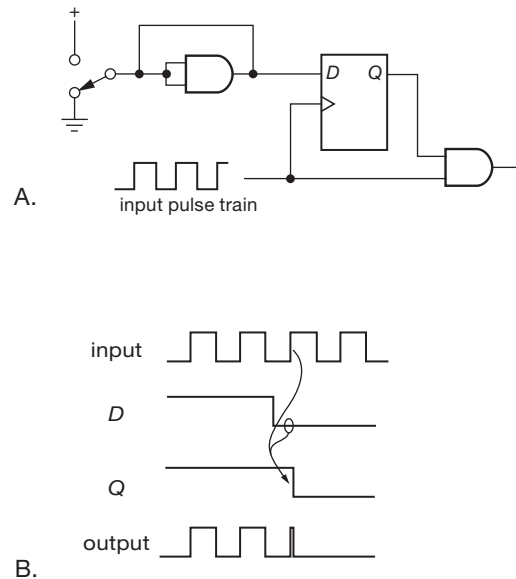 +
D Q
input pulse train
A.
input
D
Q
output
B.